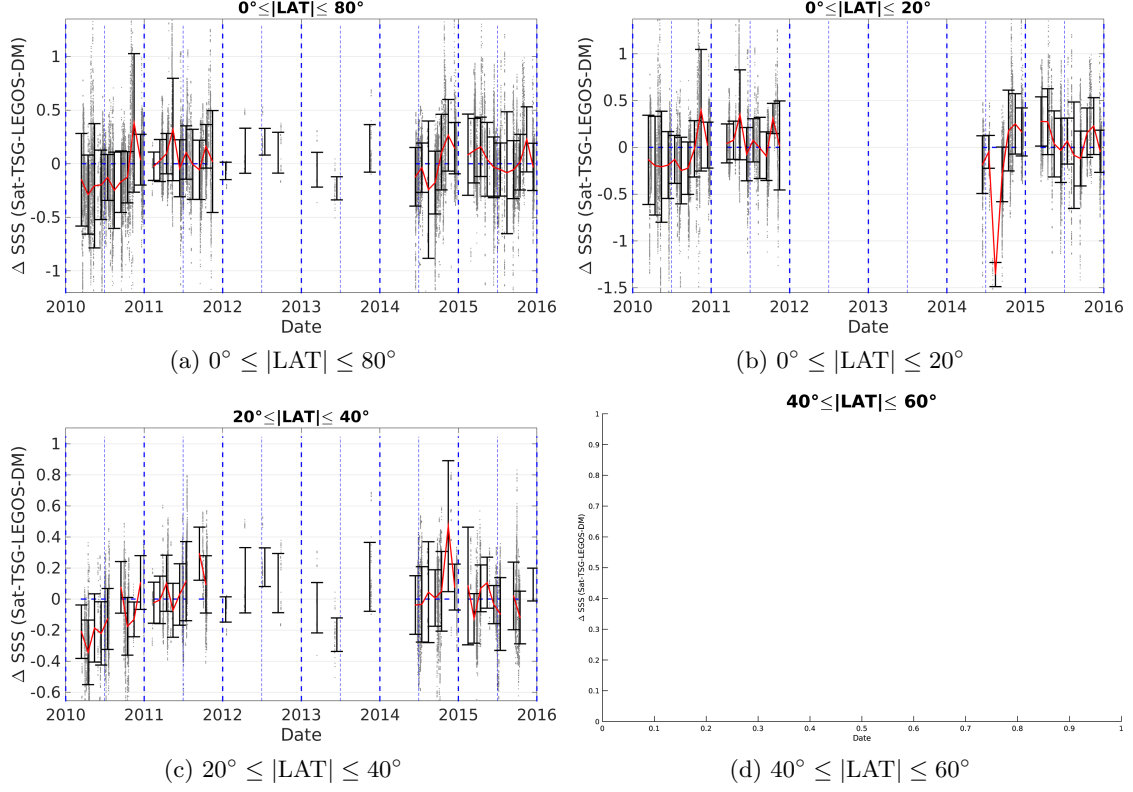 0°≤|LAT|≤ 80°
Δ SSS (Sat-TSG-LEGOS-DM)
1
0.5
0
-0.5
-1
2010 2011 2012 2013 2014 2015 2016
Date
(a) 0° ≤ |LAT| ≤ 80°
0°≤|LAT|≤ 20°
Δ SSS (Sat-TSG-LEGOS-DM)
1
0.5
0
-0.5
-1
-1.5
2010 2011 2012 2013 2014 2015 2016
Date
(b) 0° ≤ |LAT| ≤ 20°
20°≤|LAT|≤ 40°
Δ SSS (Sat-TSG-LEGOS-DM)
1
0.8
0.6
0.4
0.2
0
-0.2
-0.4
-0.6
2010 2011 2012 2013 2014 2015 2016
Date
(c) 20° ≤ |LAT| ≤ 40°
40°≤|LAT|≤ 60°
Δ SSS (Sat-TSG-LEGOS-DM)
1
0.9
0.8
0.7
0.6
0.5
0.4
0.3
0.2
0.1
0
0 0.1 0.2 0.3 0.4 0.5 0.6 0.7 0.8 0.9 1
Date
(d) 40° ≤ |LAT| ≤ 60°